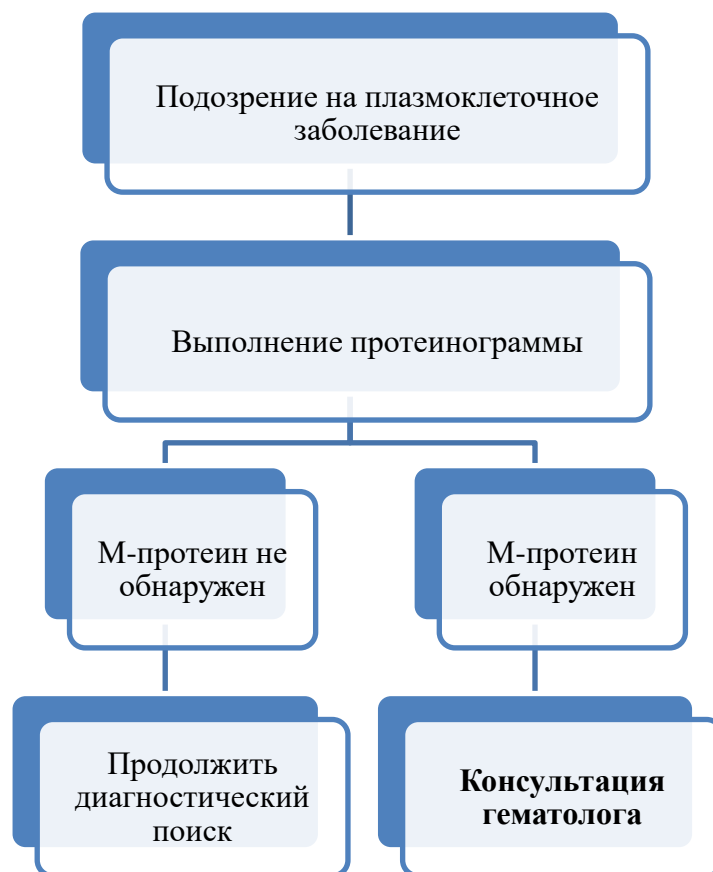 Подозрение на плазмоклеточное
заболевание
Выполнение протеинограммы
М-протеин не
обнаружен
М-протеин
обнаружен
Продолжить
диагностический
поиск
Консультация
гематолога